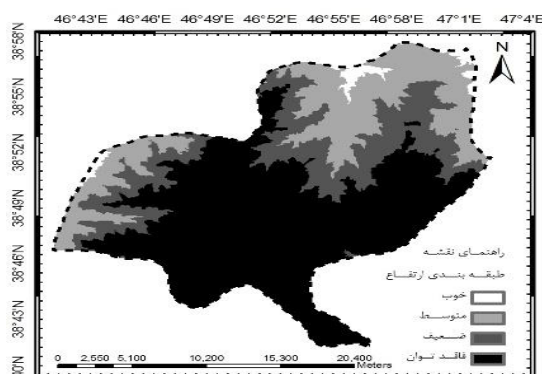 46°43'E 46°46'E 46°49'E 46°52'E 46°55'E 46°58'E 47°1'E 47°4'E
38°58'N
38°55'N
38°52'N
38°49'N
38°46'N
38°43'N
N
راهنمای نقشه
طبقه بندی ارتفاع
خوب
متوسط
ضعیف
فاقد توان
0 2,550 5,100 10,200 15,300 20,400
Meters